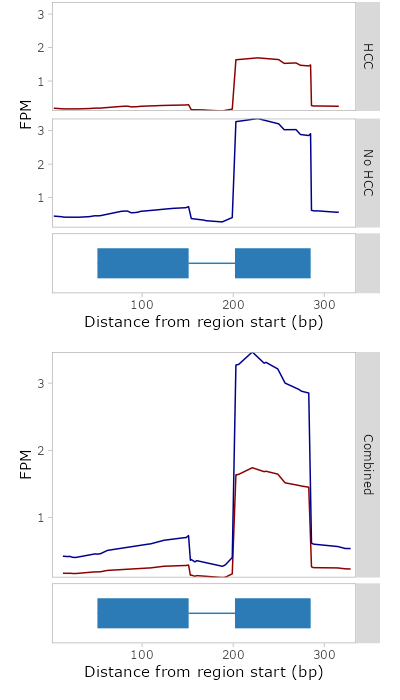 3
2
1
HCC
FPM
3
2
1
No HCC
100
200
300
Distance from region start (bp)
3
2
1
FPM
Combined
100
200
300
Distance from region start (bp)